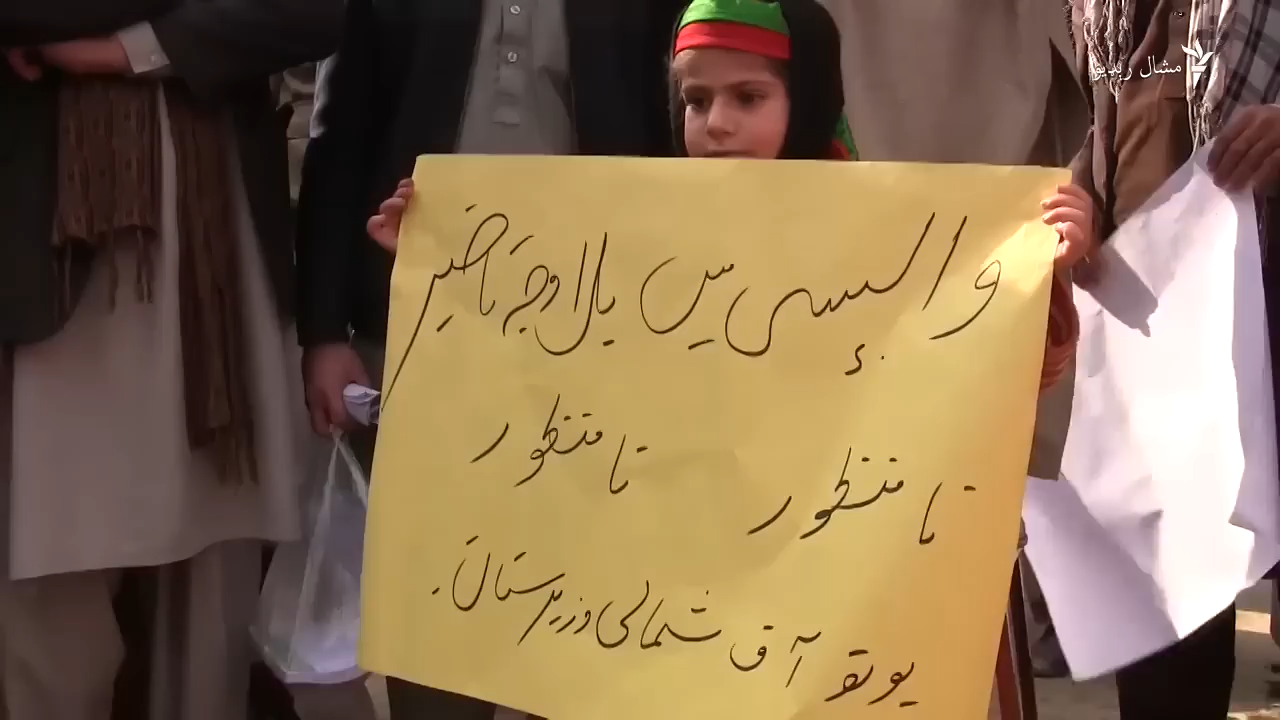 مشال ریډیو
واپسی میں بلاوجہ تاخیر
نامنظور نامنظور
یوتھ آف شمالی وزیرستان۔